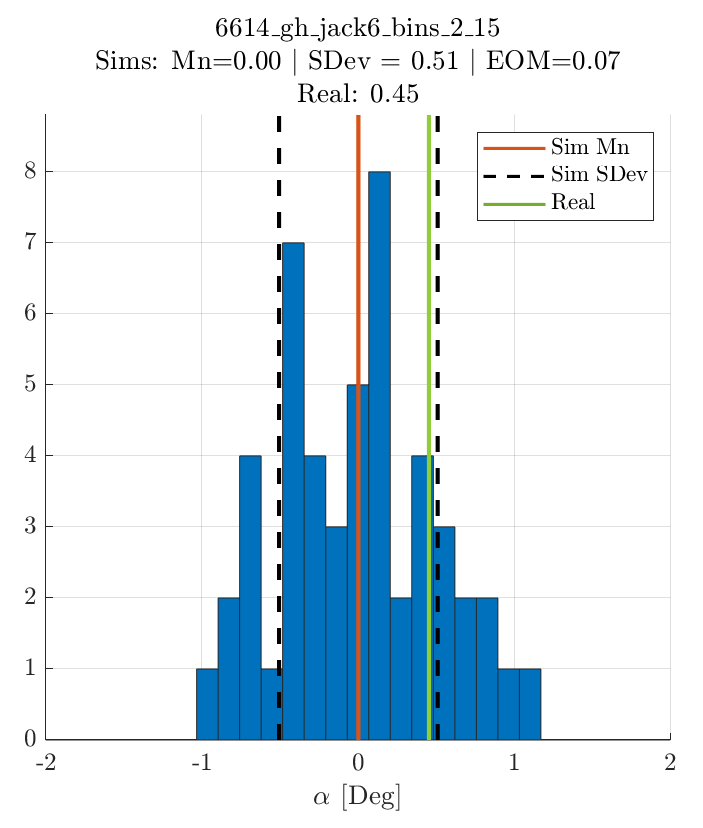 6614_gh_jack6_bins_2_15
Sims: Mn=0.00 | SDev = 0.51 | EOM=0.07
Real: 0.45
Sim Mn
Sim SDev
Real
8
7
6
5
4
3
2
1
0
-2 -1 0 1 2
α [Deg]